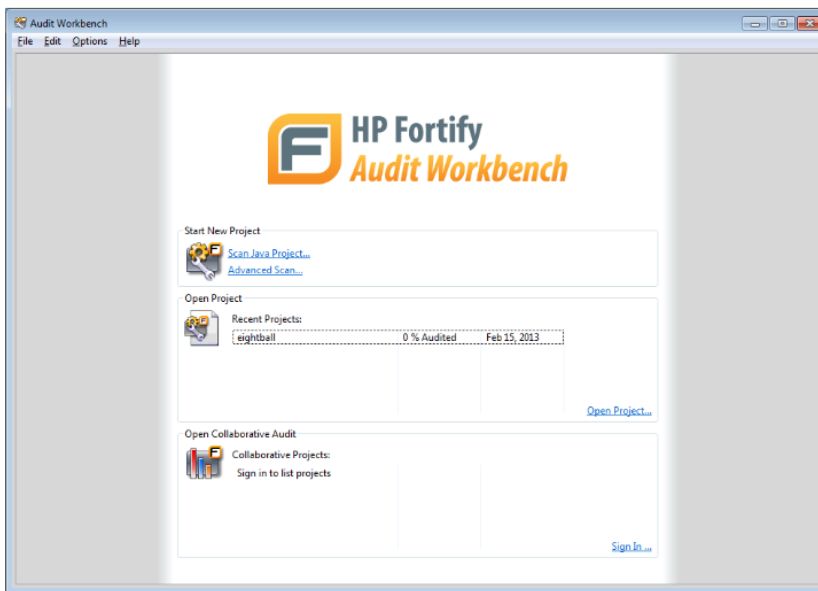 Audit Workbench
File Edit Options Help
F HP Fortify
Audit Workbench
Start New Project
Scan Java Project...
Advanced Scan...
Open Project
Recent Projects:
eightball 0 % Audited Feb 15, 2013
Open Project...
Open Collaborative Audit
Collaborative Projects:
Sign in to list projects
Sign In ...